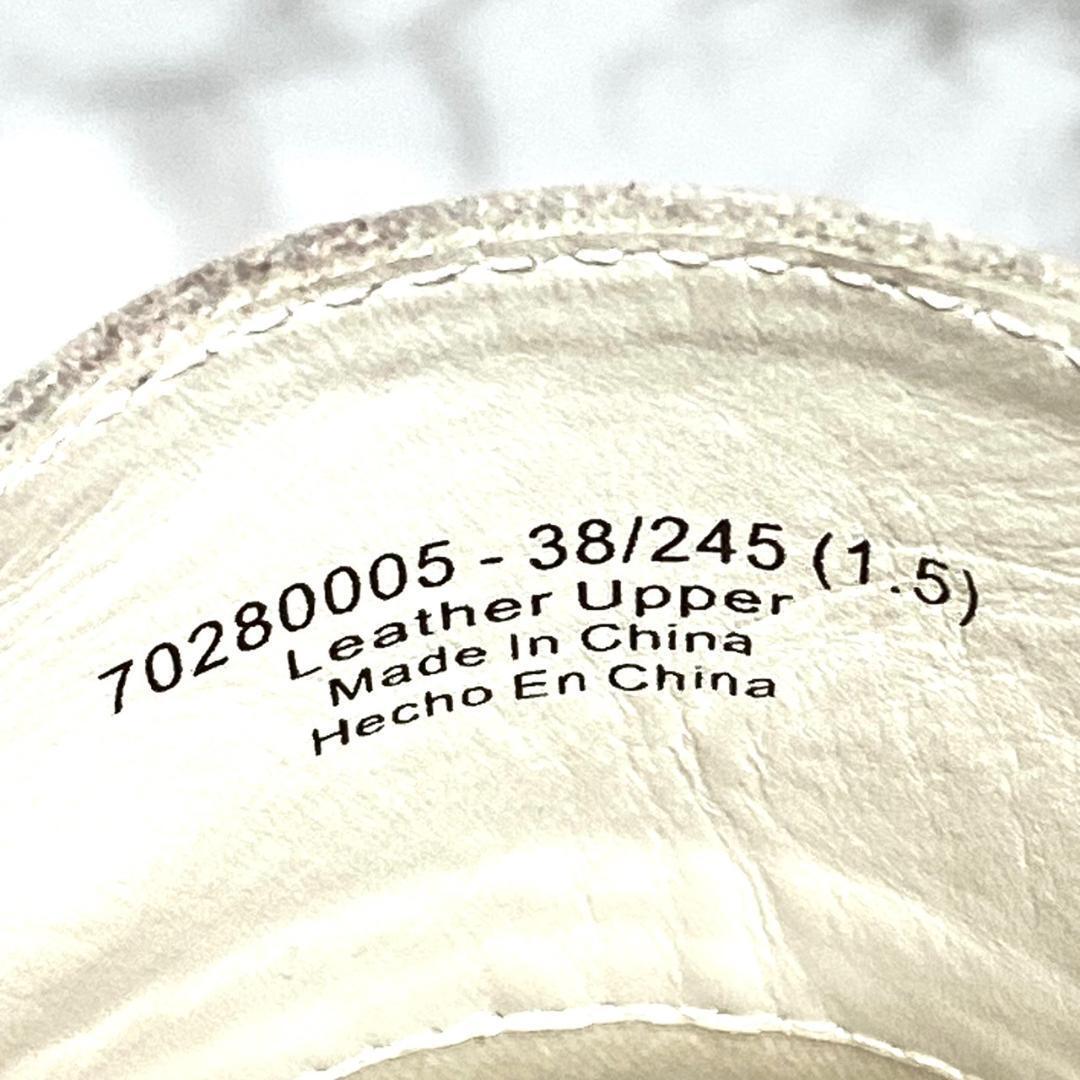 70280005 - 38/245 (1.5)
Leather Upper
Made In China
Hecho En China